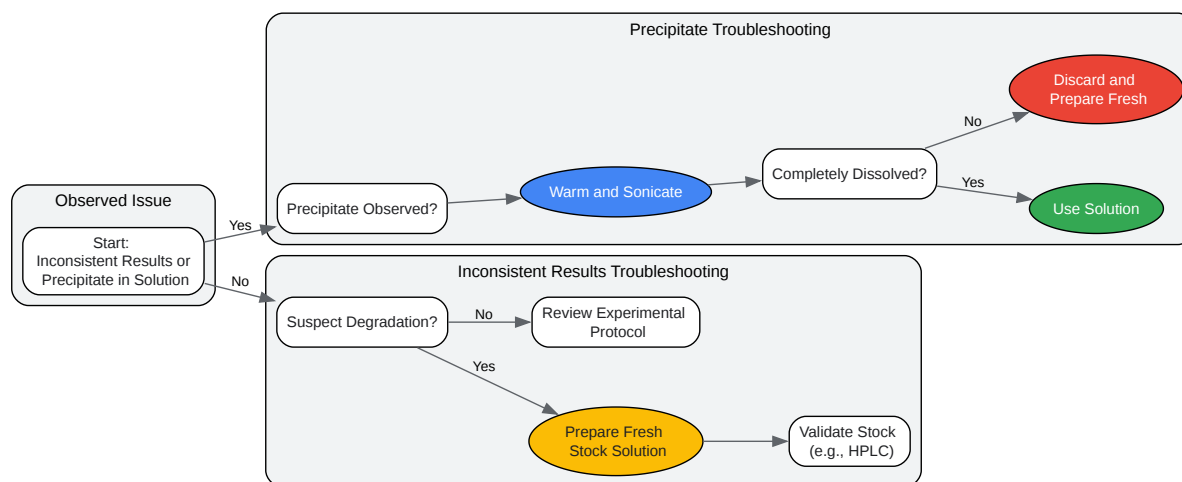 Precipitate Troubleshooting
Discard and
Prepare Fresh
No
Completely Dissolved?
Warm and Sonicate
Yes
Use Solution
Precipitate Observed?
Observed Issue
Start:
Inconsistent Results or
Precipitate in Solution
Yes
No
Inconsistent Results Troubleshooting
Suspect Degradation?
No
Review Experimental
Protocol
Yes
Prepare Fresh
Stock Solution
Validate Stock
(e.g., HPLC)